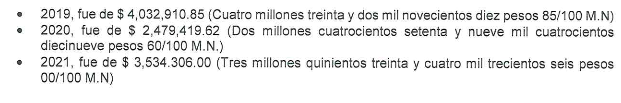 • 2019, fue de $ 4,032,910.85 (Cuatro millones treinta y dos mil novecientos diez pesos 85/100 M.N)
• 2020, fue de $ 2,479,419.62 (Dos millones cuatrocientos setenta y nueve mil cuatrocientos
diecinueve pesos 60/100 M.N.)
• 2021, fue de $ 3,534.306.00 (Tres millones quinientos treinta y cuatro mil trecientos seis pesos
00/100 M.N)